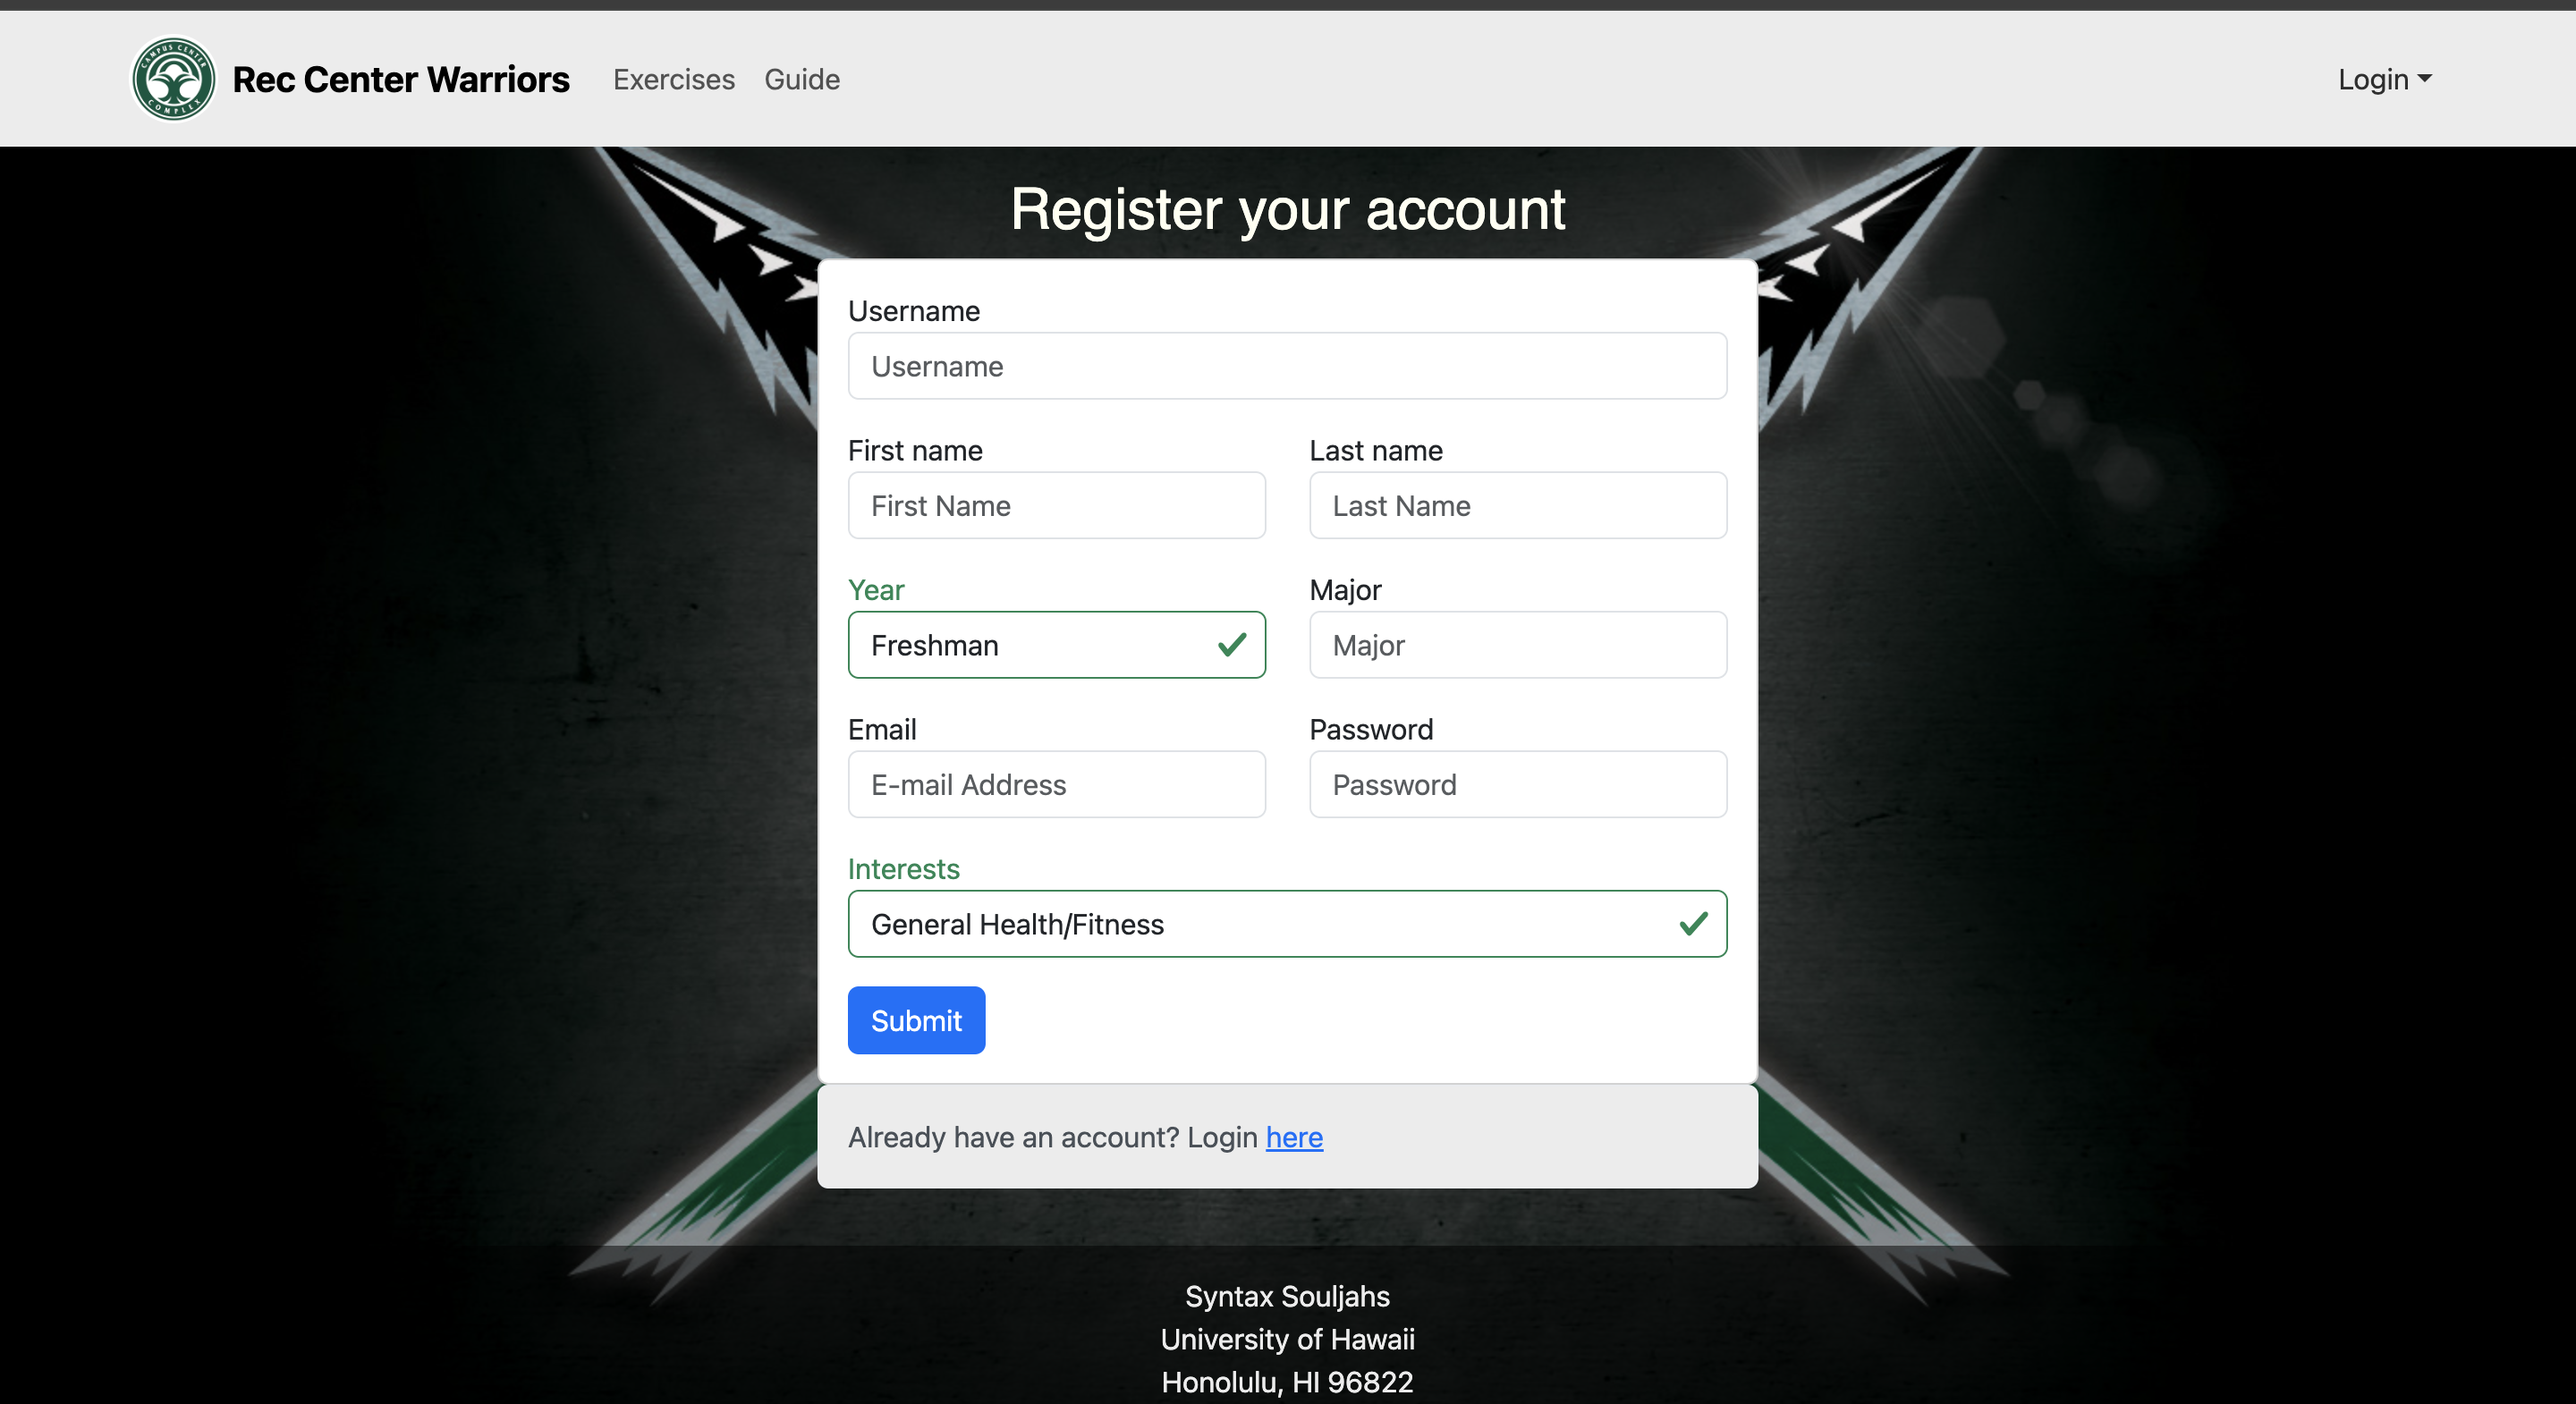 CAMPUS CENTER
COMPLEX
Rec Center Warriors
Exercises
Guide
Login
Register your account
Username
Username
First name
Last name
First Name
Last Name
Year
Major
Freshman
Major
Email
Password
E-mail Address
Password
Interests
General Health/Fitness
Submit
Already have an account? Login here
Syntax Souljahs
University of Hawaii
Honolulu, HI 96822